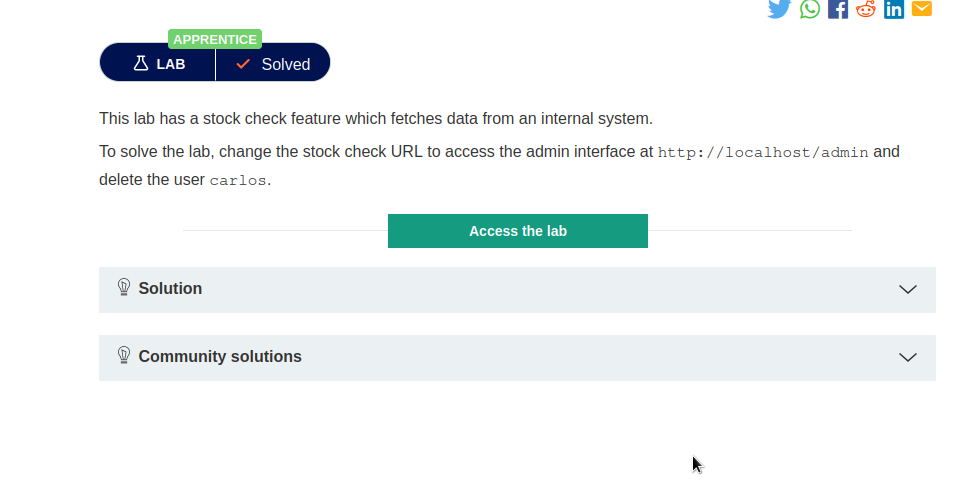 APPRENTICE
LAB
Solved
This lab has a stock check feature which fetches data from an internal system.
To solve the lab, change the stock check URL to access the admin interface at http://localhost/admin and
delete the user carlos.
Access the lab
Solution
Community solutions